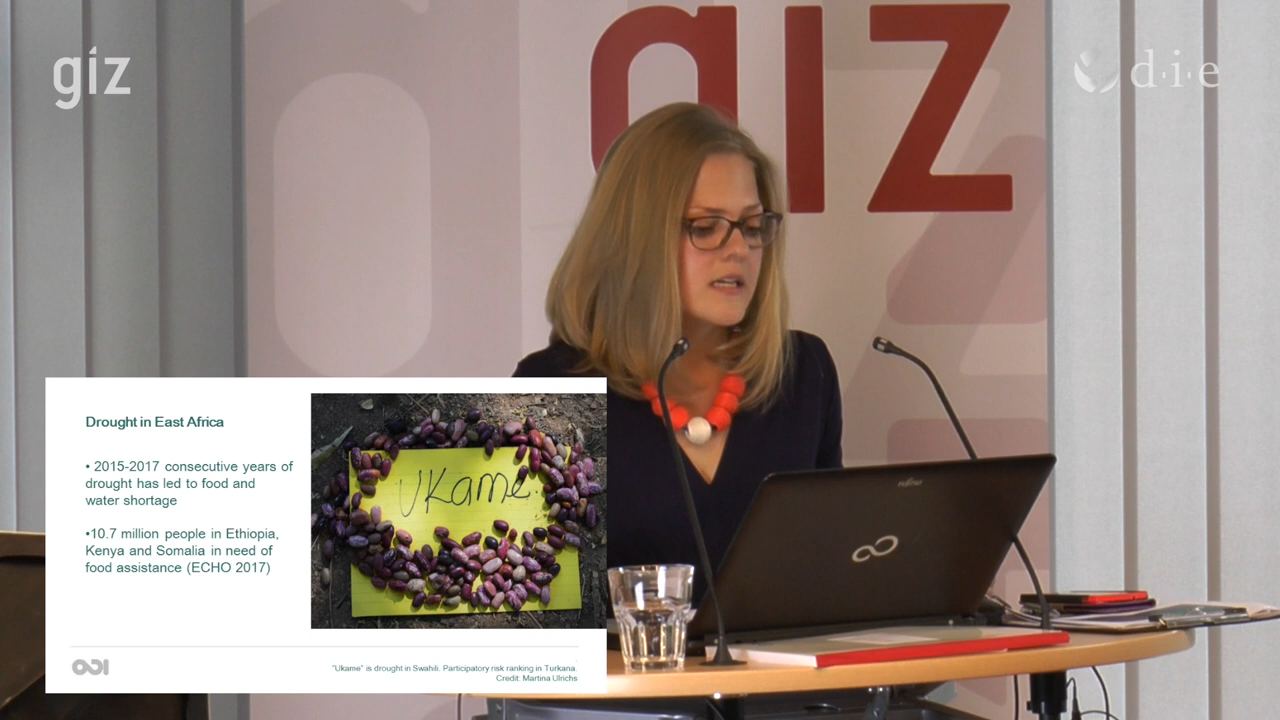 giz
giz
d·i·e
Drought in East Africa
• 2015-2017 consecutive years of
drought has led to food and
water shortage
•10.7 million people in Ethiopia,
Kenya and Somalia in need of
food assistance (ECHO 2017)
UKame
ODI
"Ukame" is drought in Swahili. Participatory risk ranking in Turkana.
Credit: Martina Ulrichs
FUJITSU